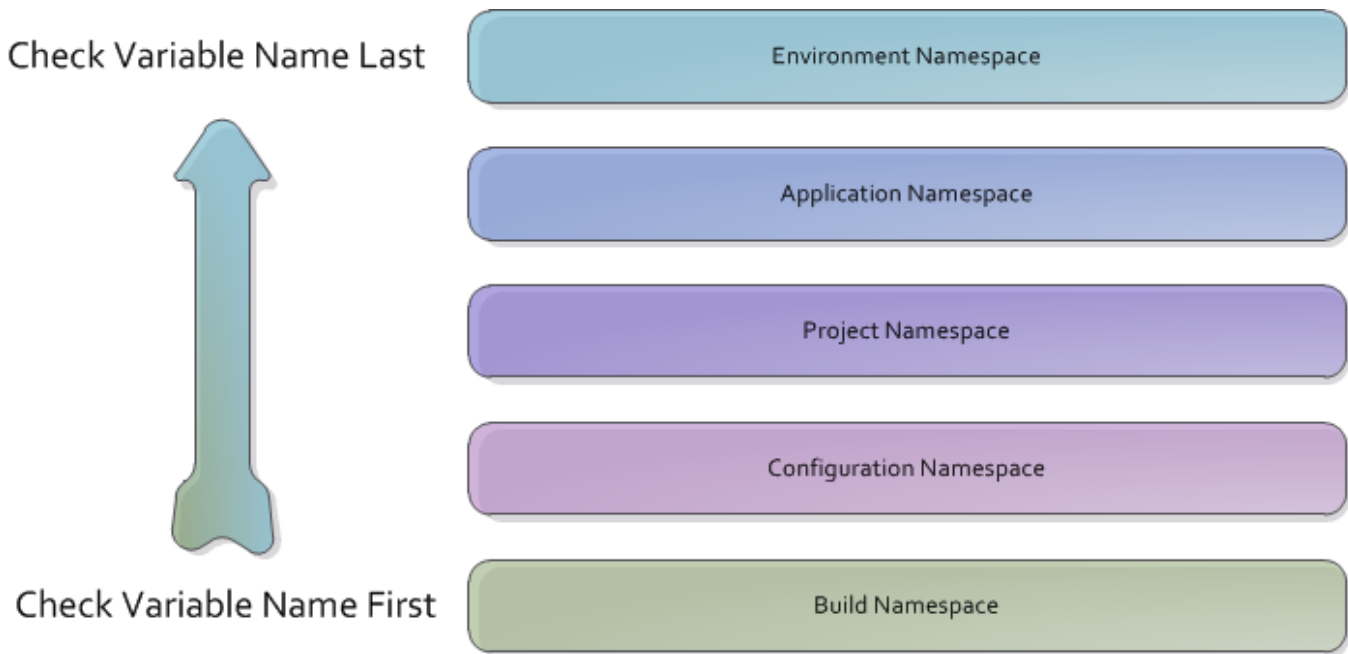 Check Variable Name Last
Environment Namespace
Application Namespace
Project Namespace
Configuration Namespace
Check Variable Name First
Build Namespace